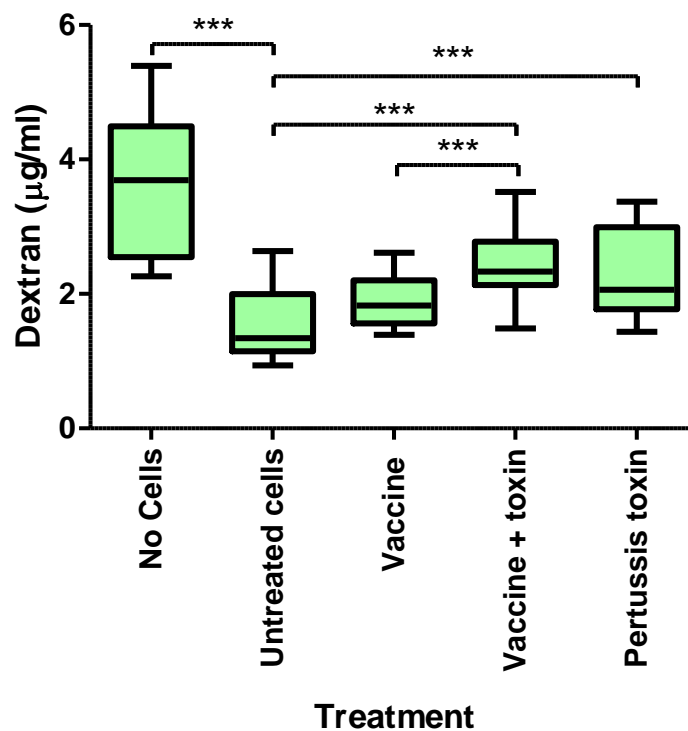 6
4
2
0
Dextran (μg/ml)
***
***
***
***
No Cells
Untreated cells
Vaccine
Vaccine + toxin
Pertussis toxin
Treatment